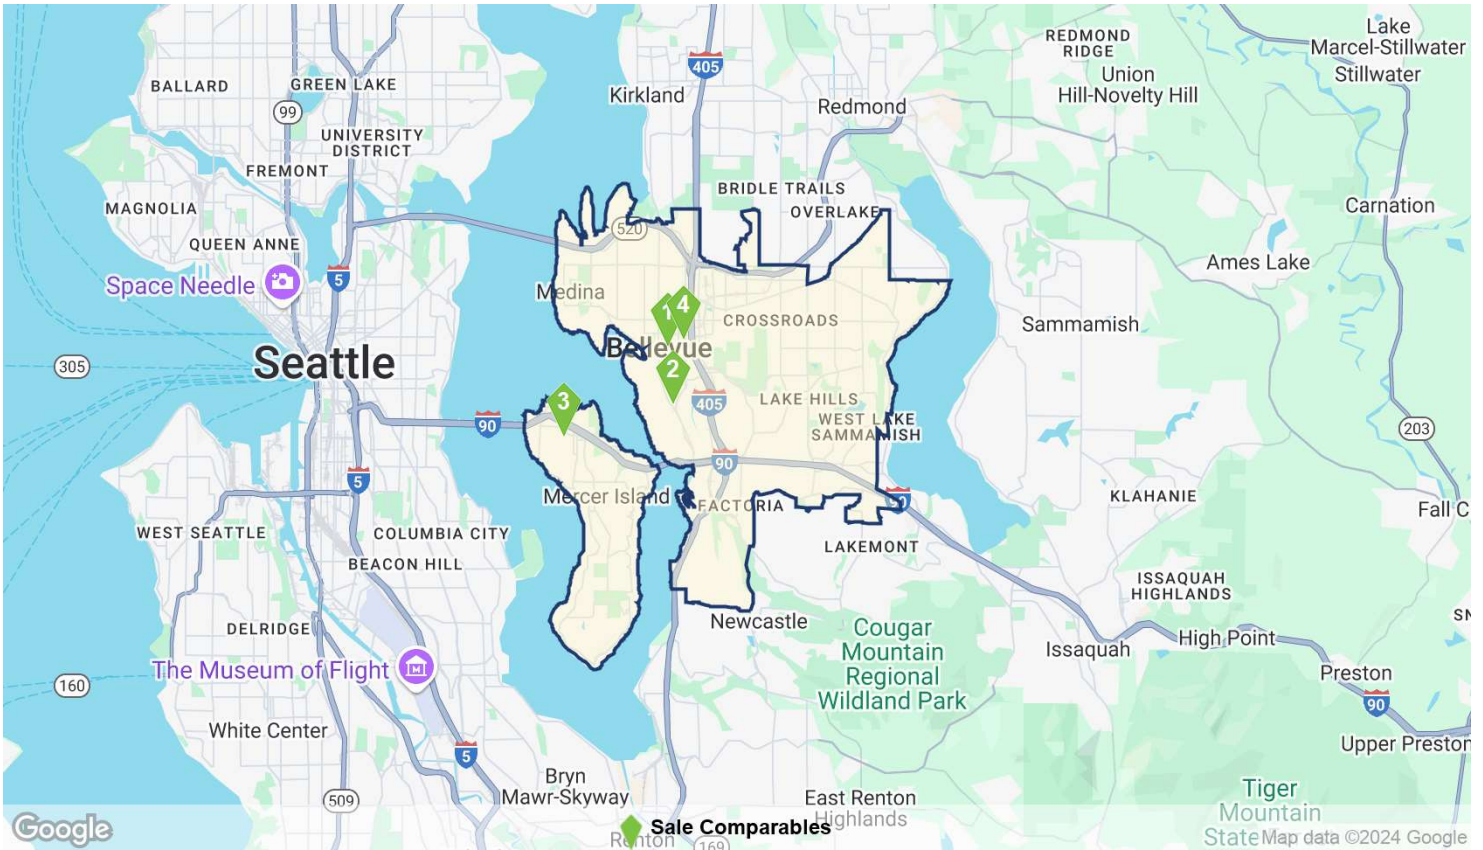 Lake
Marcel-Stillwater
Stillwater
REDMOND
RIDGE
Union
Hill-Novelty Hill
405
Kirkland
Redmond
BALLARD
GREEN LAKE
99
UNIVERSITY
DISTRICT
FREMONT
MAGNOLIA
QUEEN ANNE
BRIDLE TRAILS
OVERLAKE
520
Carnation
Ames Lake
Space Needle
5
Medina
1
4
CROSSROADS
Sammamish
Bellevue
Seattle
305
2
3
405
LAKE HILLS
WEST LAKE
SAMMAMISH
90
203
90
5
Mercer Island
FACTORIA
90
KLAHANIE
Fall C
WEST SEATTLE
COLUMBIA CITY
BEACON HILL
LAKEMONT
ISSAQUAH
HIGHLANDS
DELRIDGE
Newcastle
SN
Cougar
Mountain
Regional
Wildland Park
High Point
Issaquah
The Museum of Flight
160
Preston
90
White Center
5
Upper Preston
Bryn
Mawr-Skyway
509
East Renton
Highlands
Tiger
Mountain
State
Google
Sale Comparables
Renton
169
Map data ©2024 Google